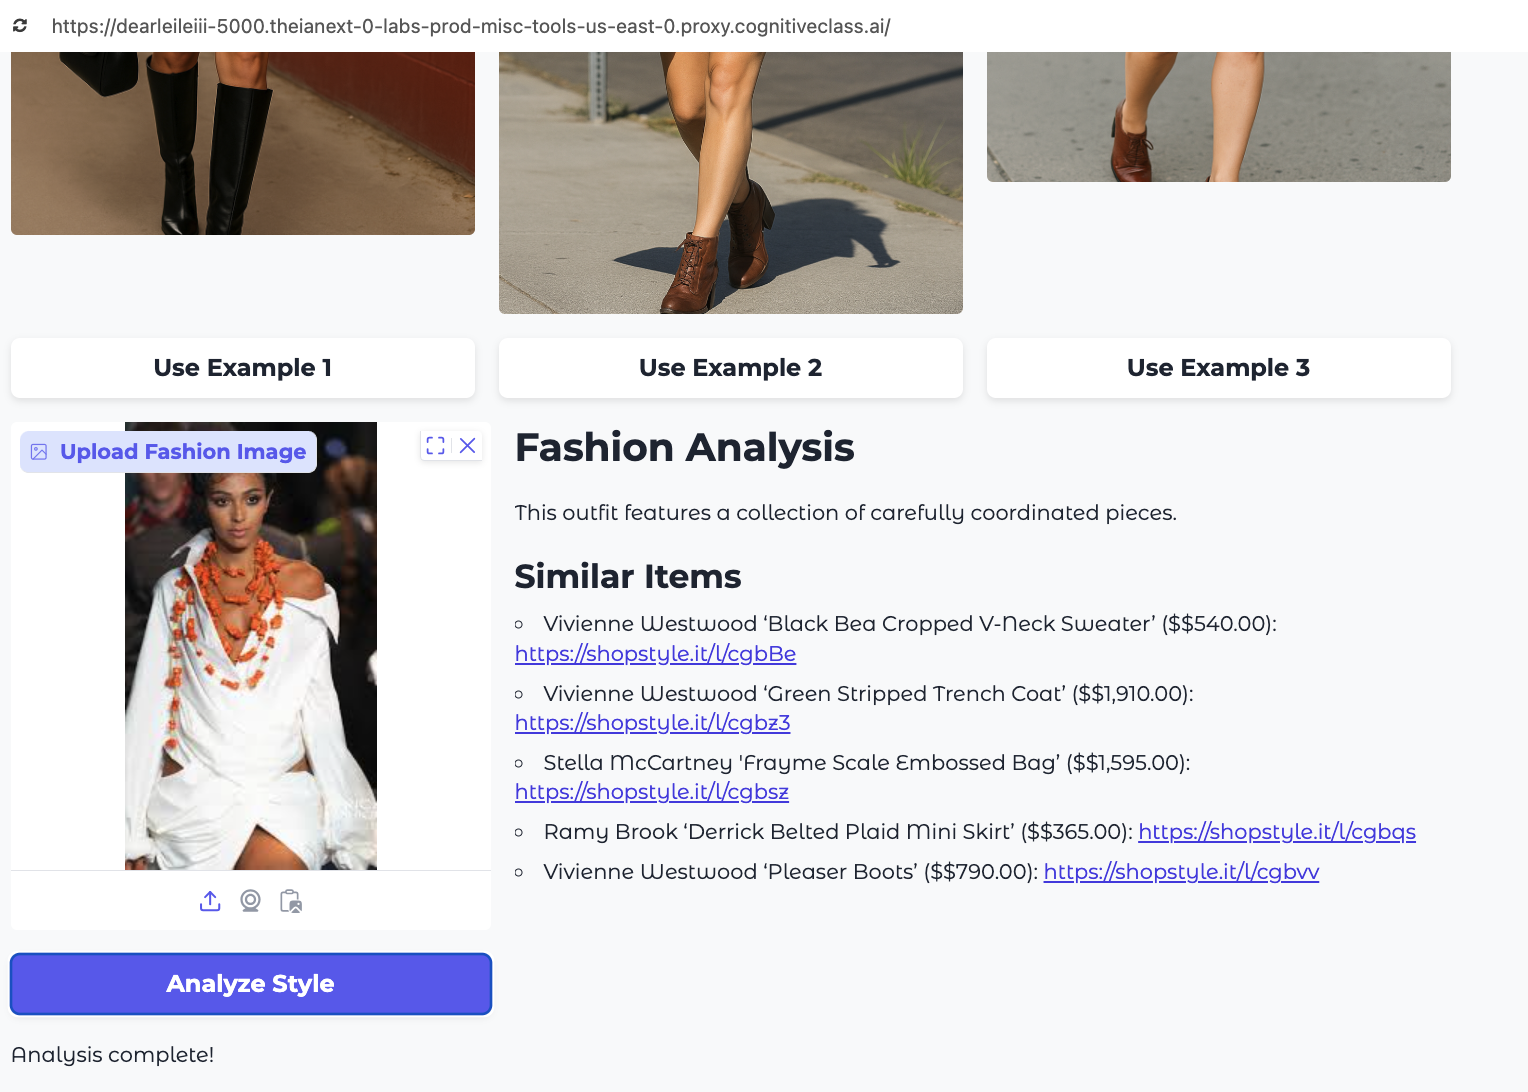 https://dearleileiii-5000.theianext-0-labs-prod-misc-tools-us-east-0.proxy.cognitiveclass.ai/
Use Example 1
Use Example 2
Use Example 3
Upload Fashion Image
Fashion Analysis
This outfit features a collection of carefully coordinated pieces.
Similar Items
Vivienne Westwood ‘Black Bea Cropped V-Neck Sweater’ ($$540.00):
https://shopstyle.it/l/cgbBe
Vivienne Westwood ‘Green Stripped Trench Coat’ ($$1,910.00):
https://shopstyle.it/l/cgbz3
Stella McCartney 'Frayme Scale Embossed Bag’ ($$1,595.00):
https://shopstyle.it/l/cgbsz
Ramy Brook ‘Derrick Belted Plaid Mini Skirt’ ($$365.00): https://shopstyle.it/l/cgbqs
Vivienne Westwood ‘Pleaser Boots’ ($$790.00): https://shopstyle.it/l/cgbvv
Analyze Style
Analysis complete!